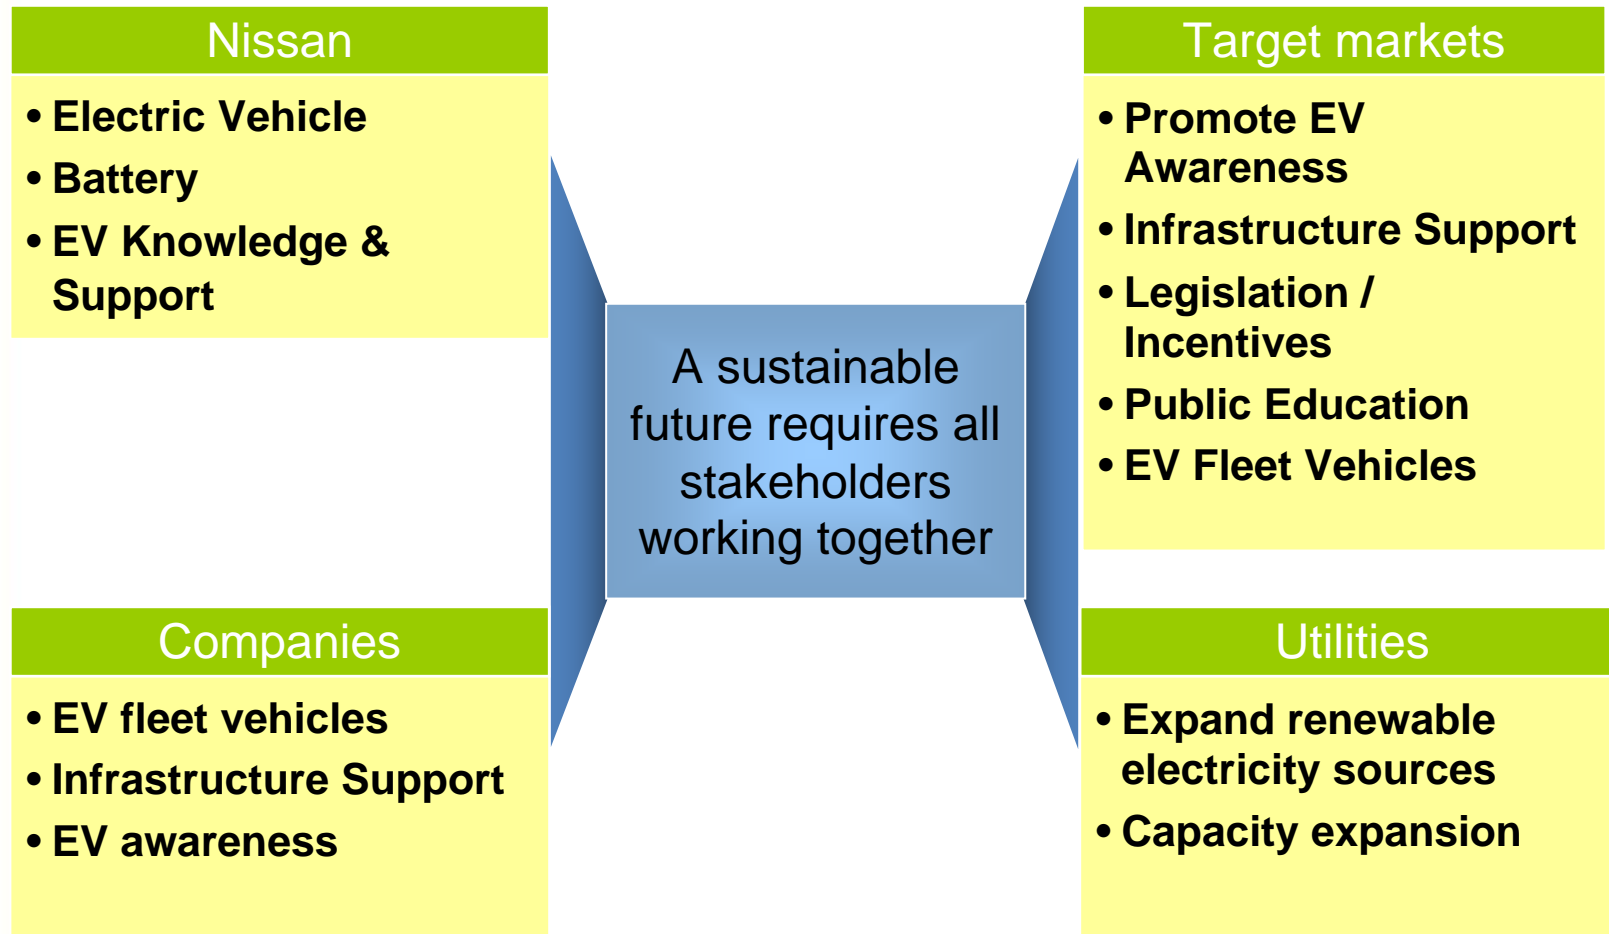 Nissan
• Electric Vehicle
• Battery
• EV Knowledge &
Support
Target markets
• Promote EV
Awareness
• Infrastructure Support
• Legislation /
Incentives
• Public Education
• EV Fleet Vehicles
A sustainable
future requires all
stakeholders
working together
Companies
• EV fleet vehicles
• Infrastructure Support
• EV awareness
Utilities
• Expand renewable
electricity sources
• Capacity expansion